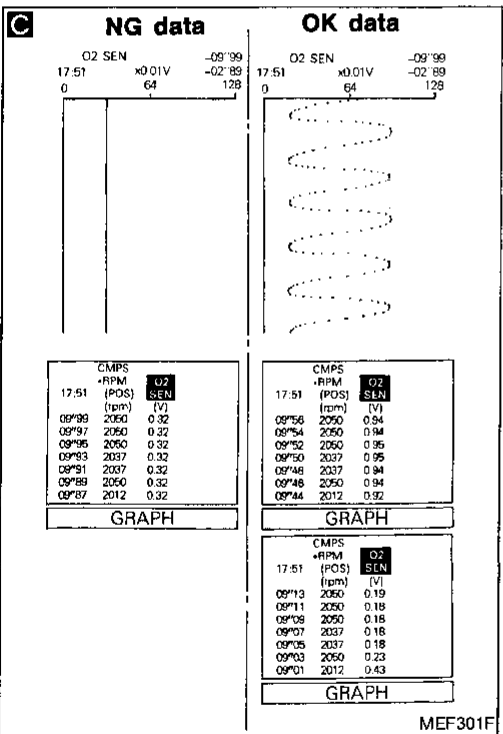 C
NG data
O2 SEN -09"99
17:51 x0.01V -02"89
0 64 128
CMPS
•RPM O2
17:51 (POS) SEN
(rpm) (V)
09"99 2050 0.32
09"97 2050 0.32
09"95 2050 0.32
09"93 2037 0.32
09"91 2037 0.32
09"89 2050 0.32
09"87 2012 0.32
GRAPH
OK data
O2 SEN -09"99
17:51 x0.01V -02"89
0 64 128
CMPS
•RPM O2
17:51 (POS) SEN
(rpm) (V)
09"56 2050 0.94
09"54 2050 0.94
09"52 2050 0.95
09"50 2037 0.95
09"48 2037 0.94
09"46 2050 0.94
09"44 2012 0.92
GRAPH
CMPS
•RPM O2
17:51 (POS) SEN
(rpm) (V)
09"13 2050 0.19
09"11 2050 0.18
09"09 2050 0.18
09"07 2037 0.18
09"05 2037 0.18
09"03 2050 0.23
09"01 2012 0.43
GRAPH
MEF301F